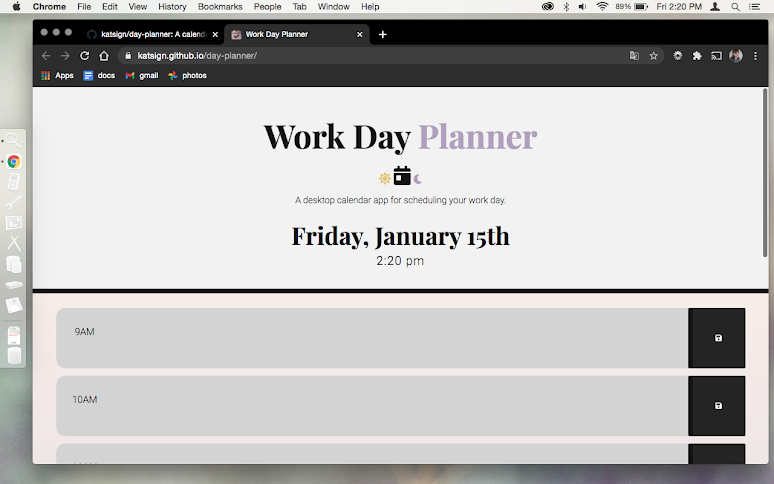 Chrome File Edit View History Bookmarks People Tab Window Help 89% Fri 2:20 PM
katsign/day-planner: A calend Work Day Planner
katsign.github.io/day-planner/
Apps docs gmail photos
Work Day Planner
A desktop calendar app for scheduling your work day.
Friday, January 15th
2:20 pm
9AM
10AM